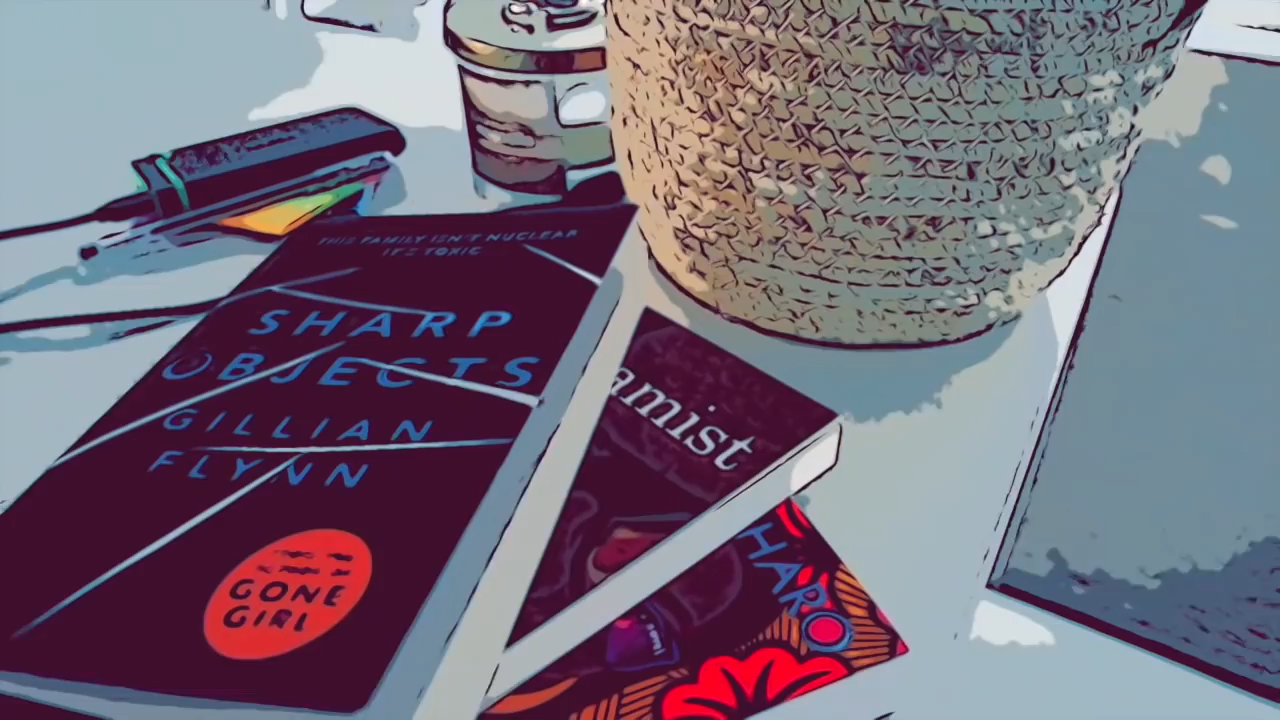 THIS FAMILY ISN'T NUCLEAR
IT'S TOXIC
SHARP
OBJECTS
GILLIAN
FLYNN
GONE
GIRL
amist
HARO